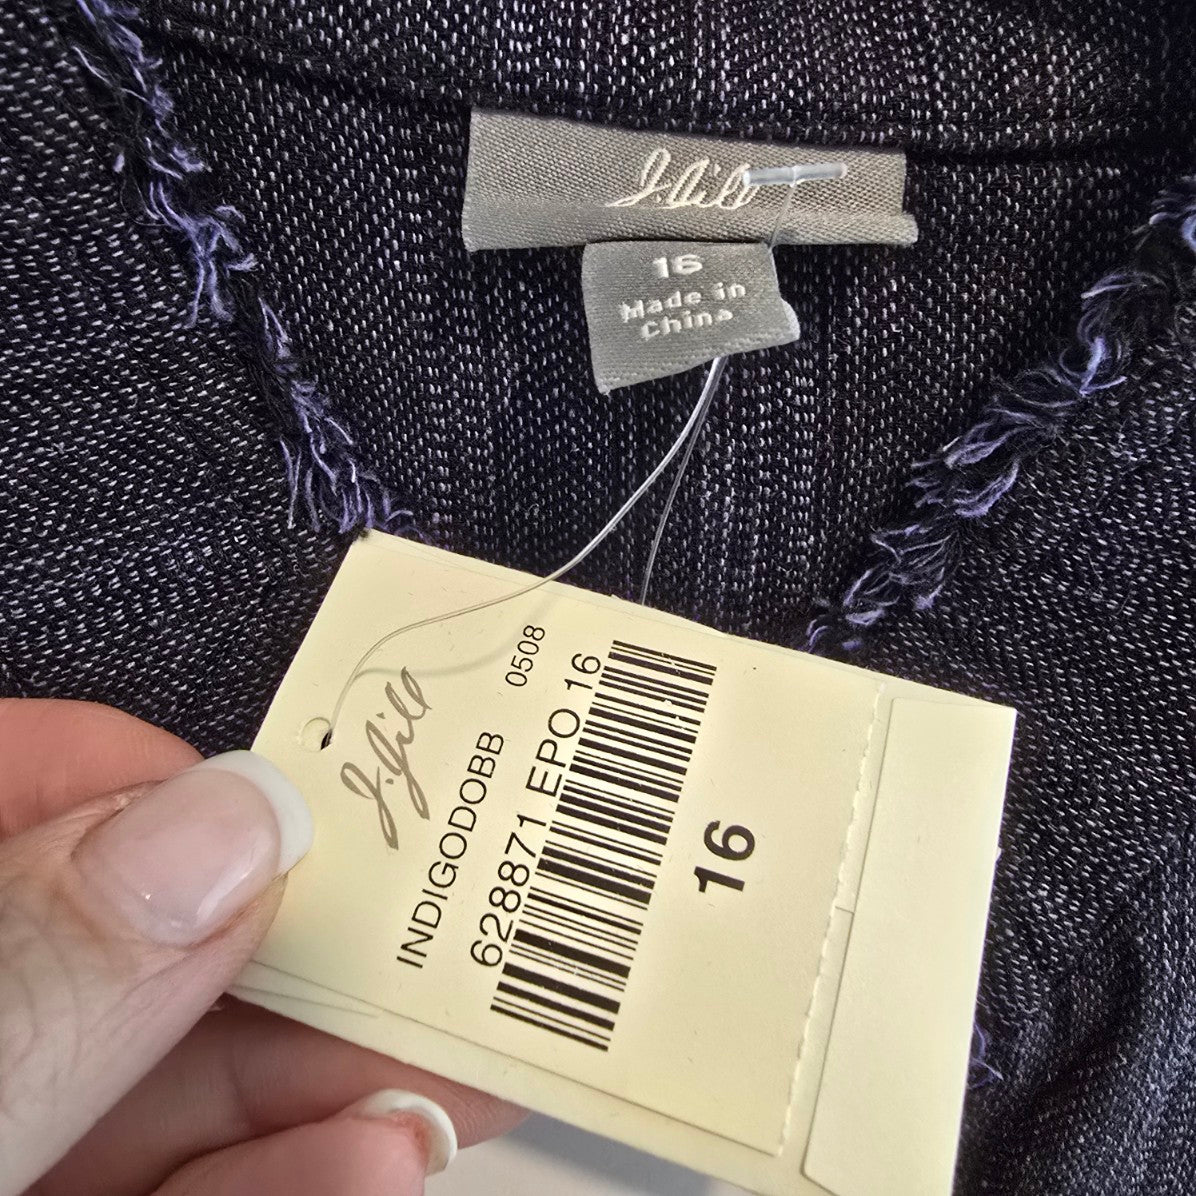 J.Jill
16
Made in
China
J.Jill
0508
INDIGODOBB
628871 EPO 16
16